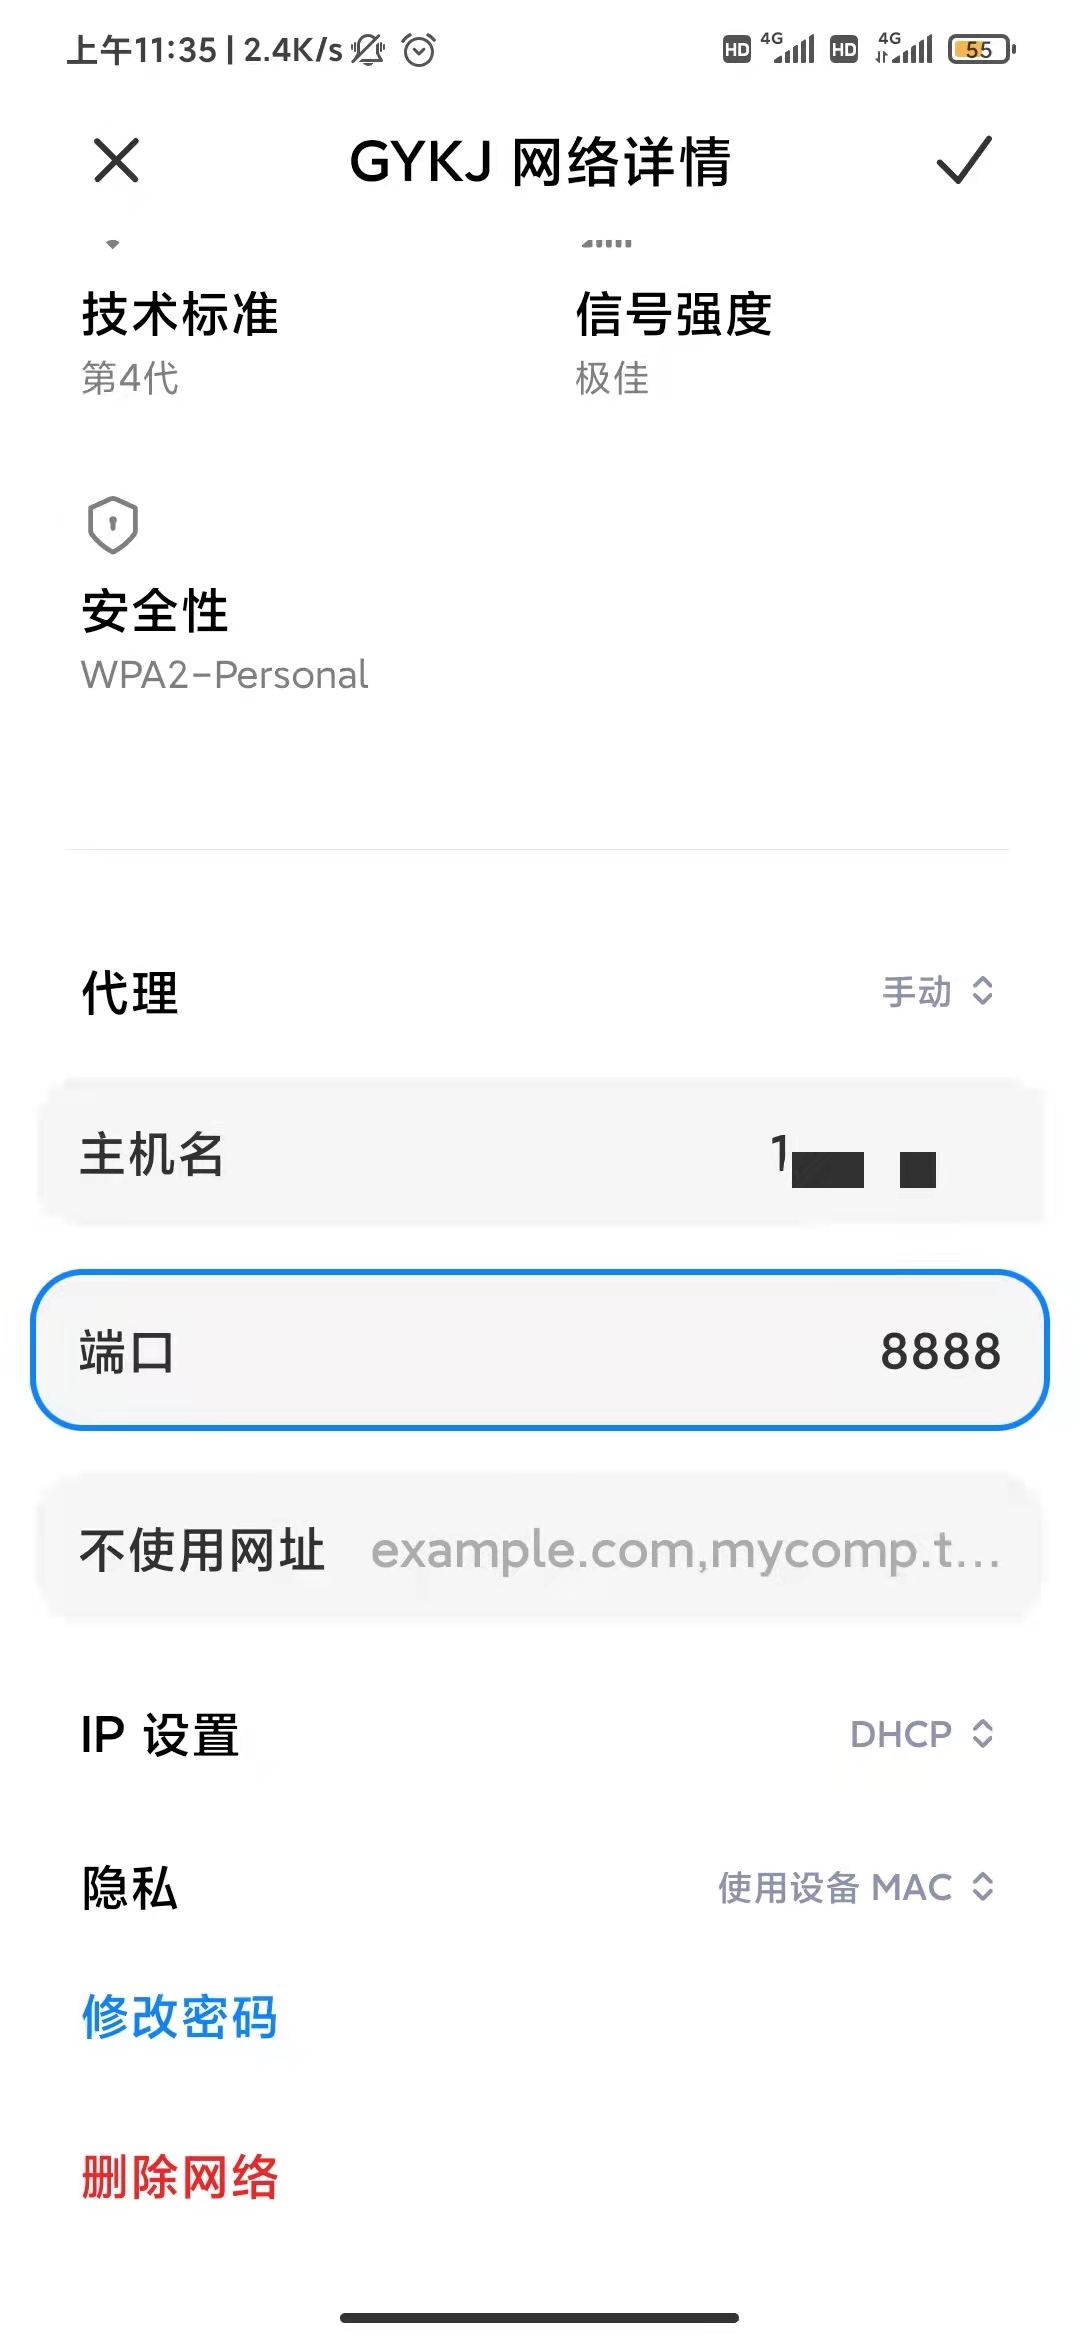 上午11:35 | 2.4K/s HD 4G HD 4G 55
GYKJ 网络详情
技术标准 信号强度
第4代 极佳
安全性
WPA2-Personal
代理 手动
主机名 1
端口 8888
不使用网址 example.com,mycomp.t...
IP 设置 DHCP
隐私 使用设备 MAC
修改密码
删除网络